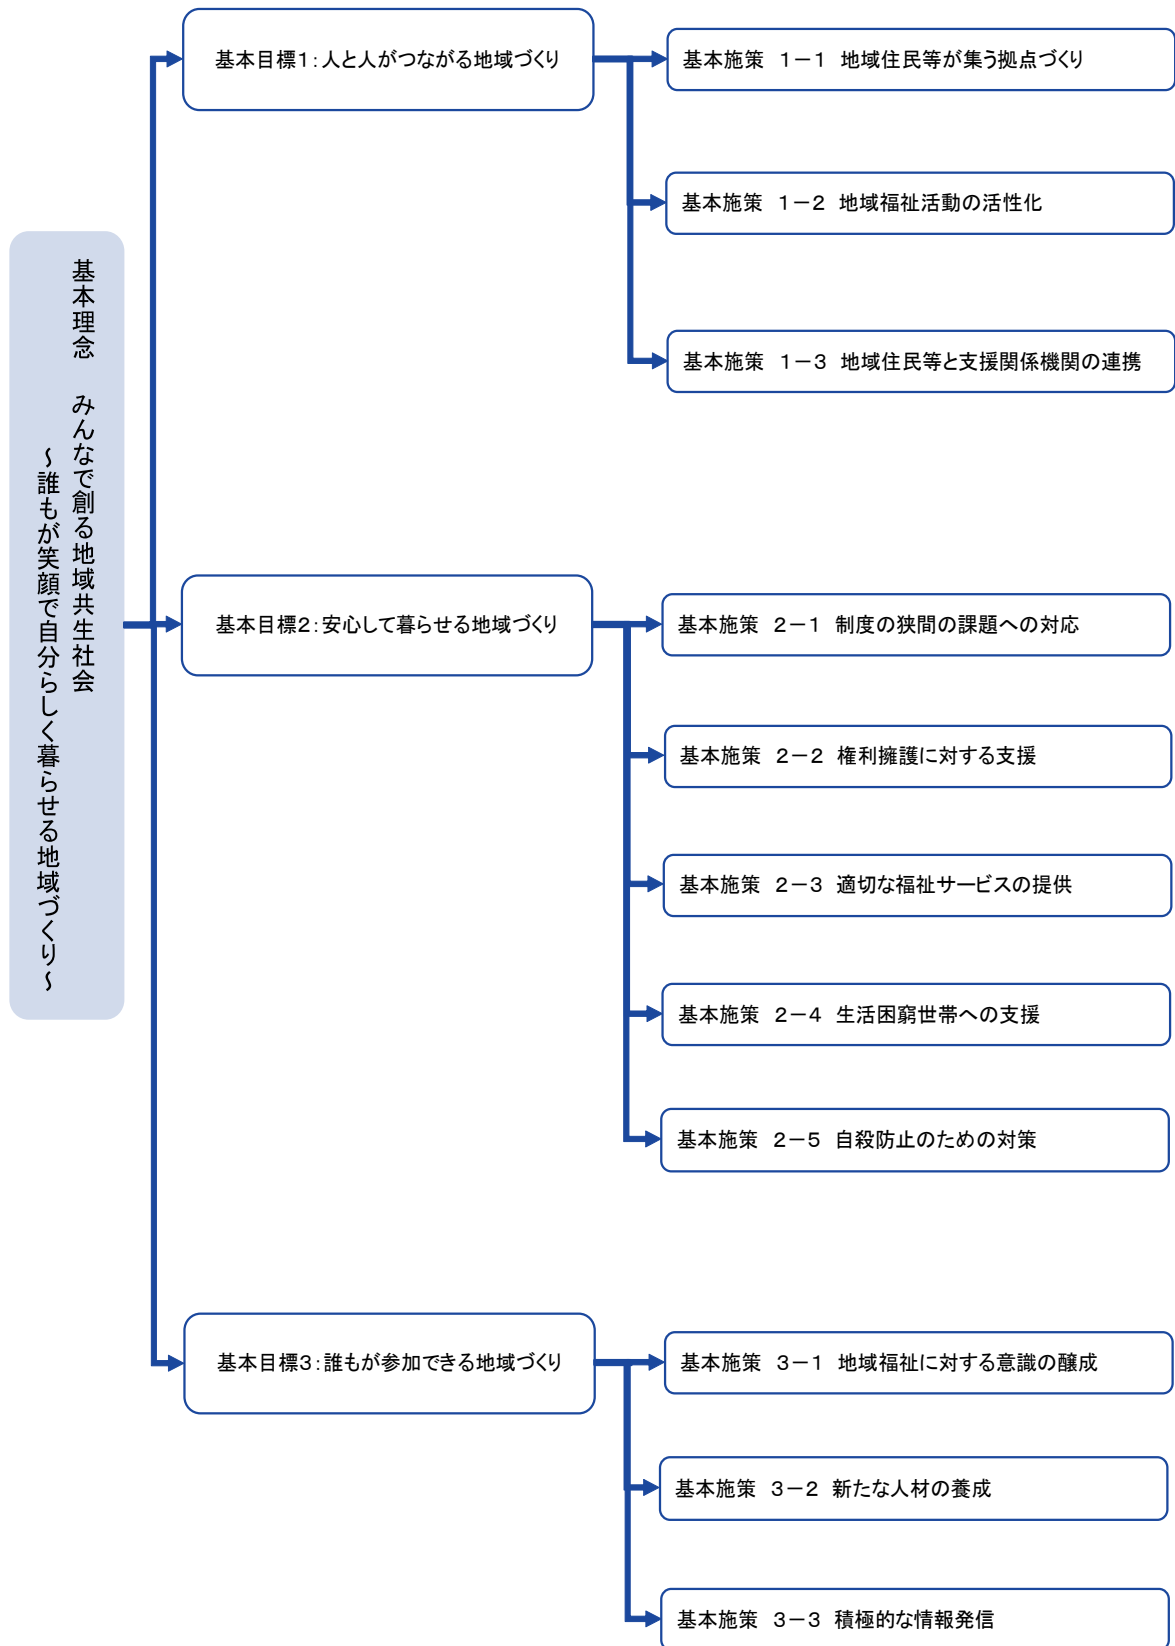 基本理念　みんなで創る地域共生社会
～誰もが笑顔で自分らしく暮らせる地域づくり～
基本目標１：人と人がつながる地域づくり
基本施策　１－１　地域住民等が集う拠点づくり
基本施策　１－２　地域福祉活動の活性化
基本施策　１－３　地域住民等と支援関係機関の連携
基本目標２：安心して暮らせる地域づくり
基本施策　２－１　制度の狭間の課題への対応
基本施策　２－２　権利擁護に対する支援
基本施策　２－３　適切な福祉サービスの提供
基本施策　２－４　生活困窮世帯への支援
基本施策　２－５　自殺防止のための対策
基本目標３：誰もが参加できる地域づくり
基本施策　３－１　地域福祉に対する意識の醸成
基本施策　３－２　新たな人材の養成
基本施策　３－３　積極的な情報発信